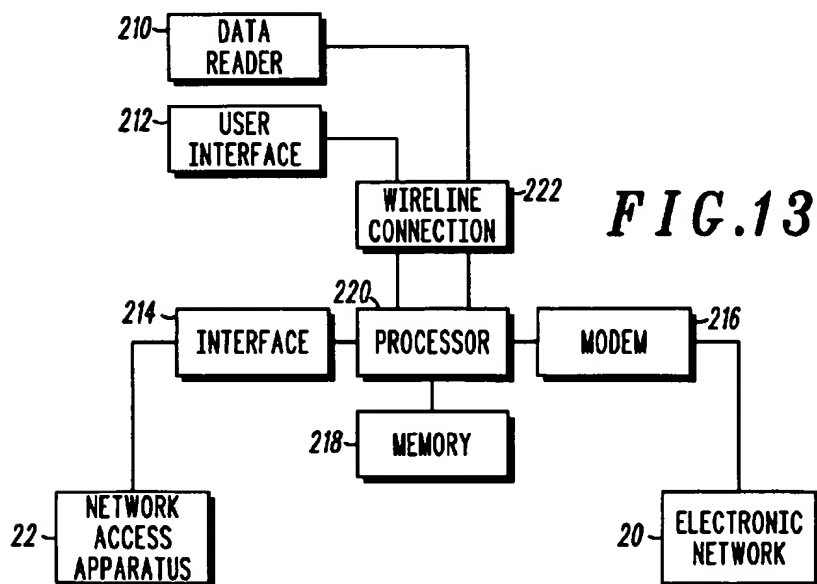 210
DATA
READER
212
USER
INTERFACE
WIRELINE
CONNECTION
222
FIG.13
214
INTERFACE
220
PROCESSOR
MODEM
216
218
MEMORY
22
NETWORK
ACCESS
APPARATUS
20
ELECTRONIC
NETWORK